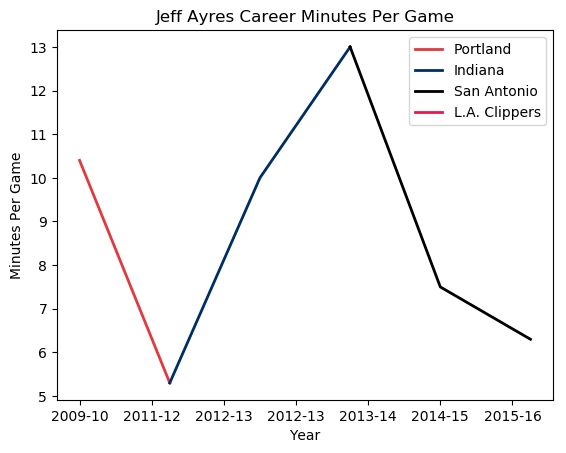 Jeff Ayres Career Minutes Per Game
Portland
Indiana
San Antonio
L.A. Clippers
Minutes Per Game
13
12
11
10
9
8
7
6
5
2009-10 2011-12 2012-13 2012-13 2013-14 2014-15 2015-16
Year